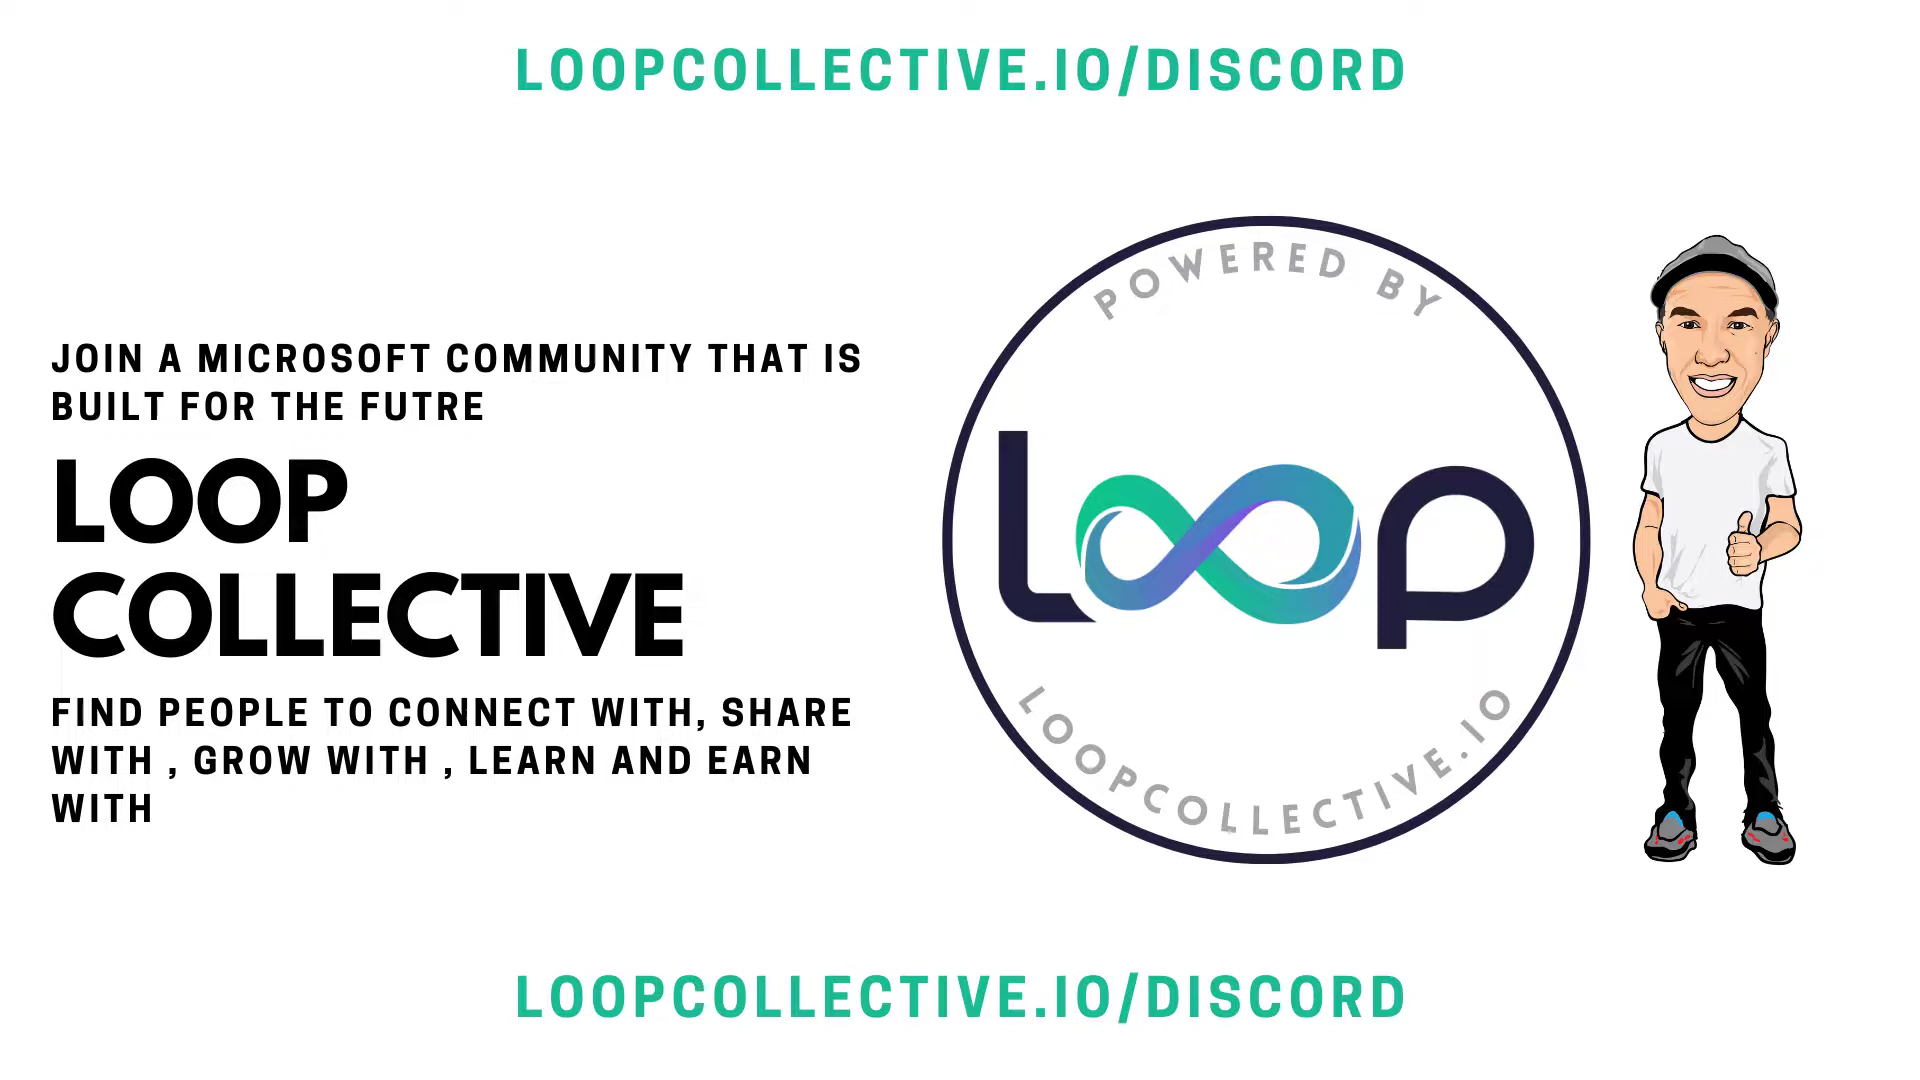 LOOPCOLLECTIVE.IO/DISCORD
JOIN A MICROSOFT COMMUNITY THAT IS
BUILT FOR THE FUTRE
LOOP
COLLECTIVE
FIND PEOPLE TO CONNECT WITH, SHARE
WITH , GROW WITH , LEARN AND EARN
WITH
POWERED BY
LOOP
LOOPCOLLECTIVE.IO
LOOPCOLLECTIVE.IO/DISCORD